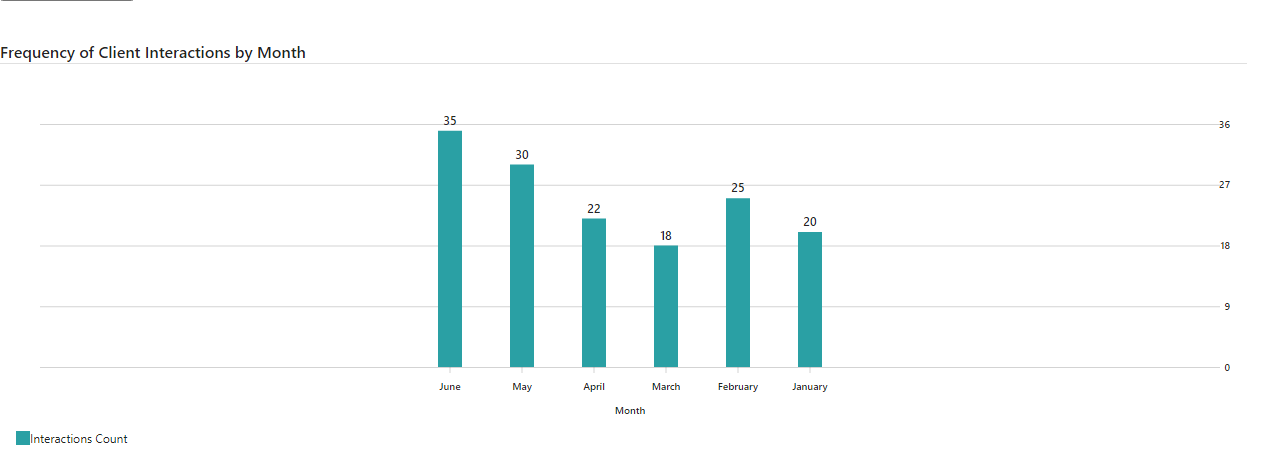 Frequency of Client Interactions by Month
35
30
22
18
25
20
36
27
18
9
0
June May April March February January
Month
Interactions Count